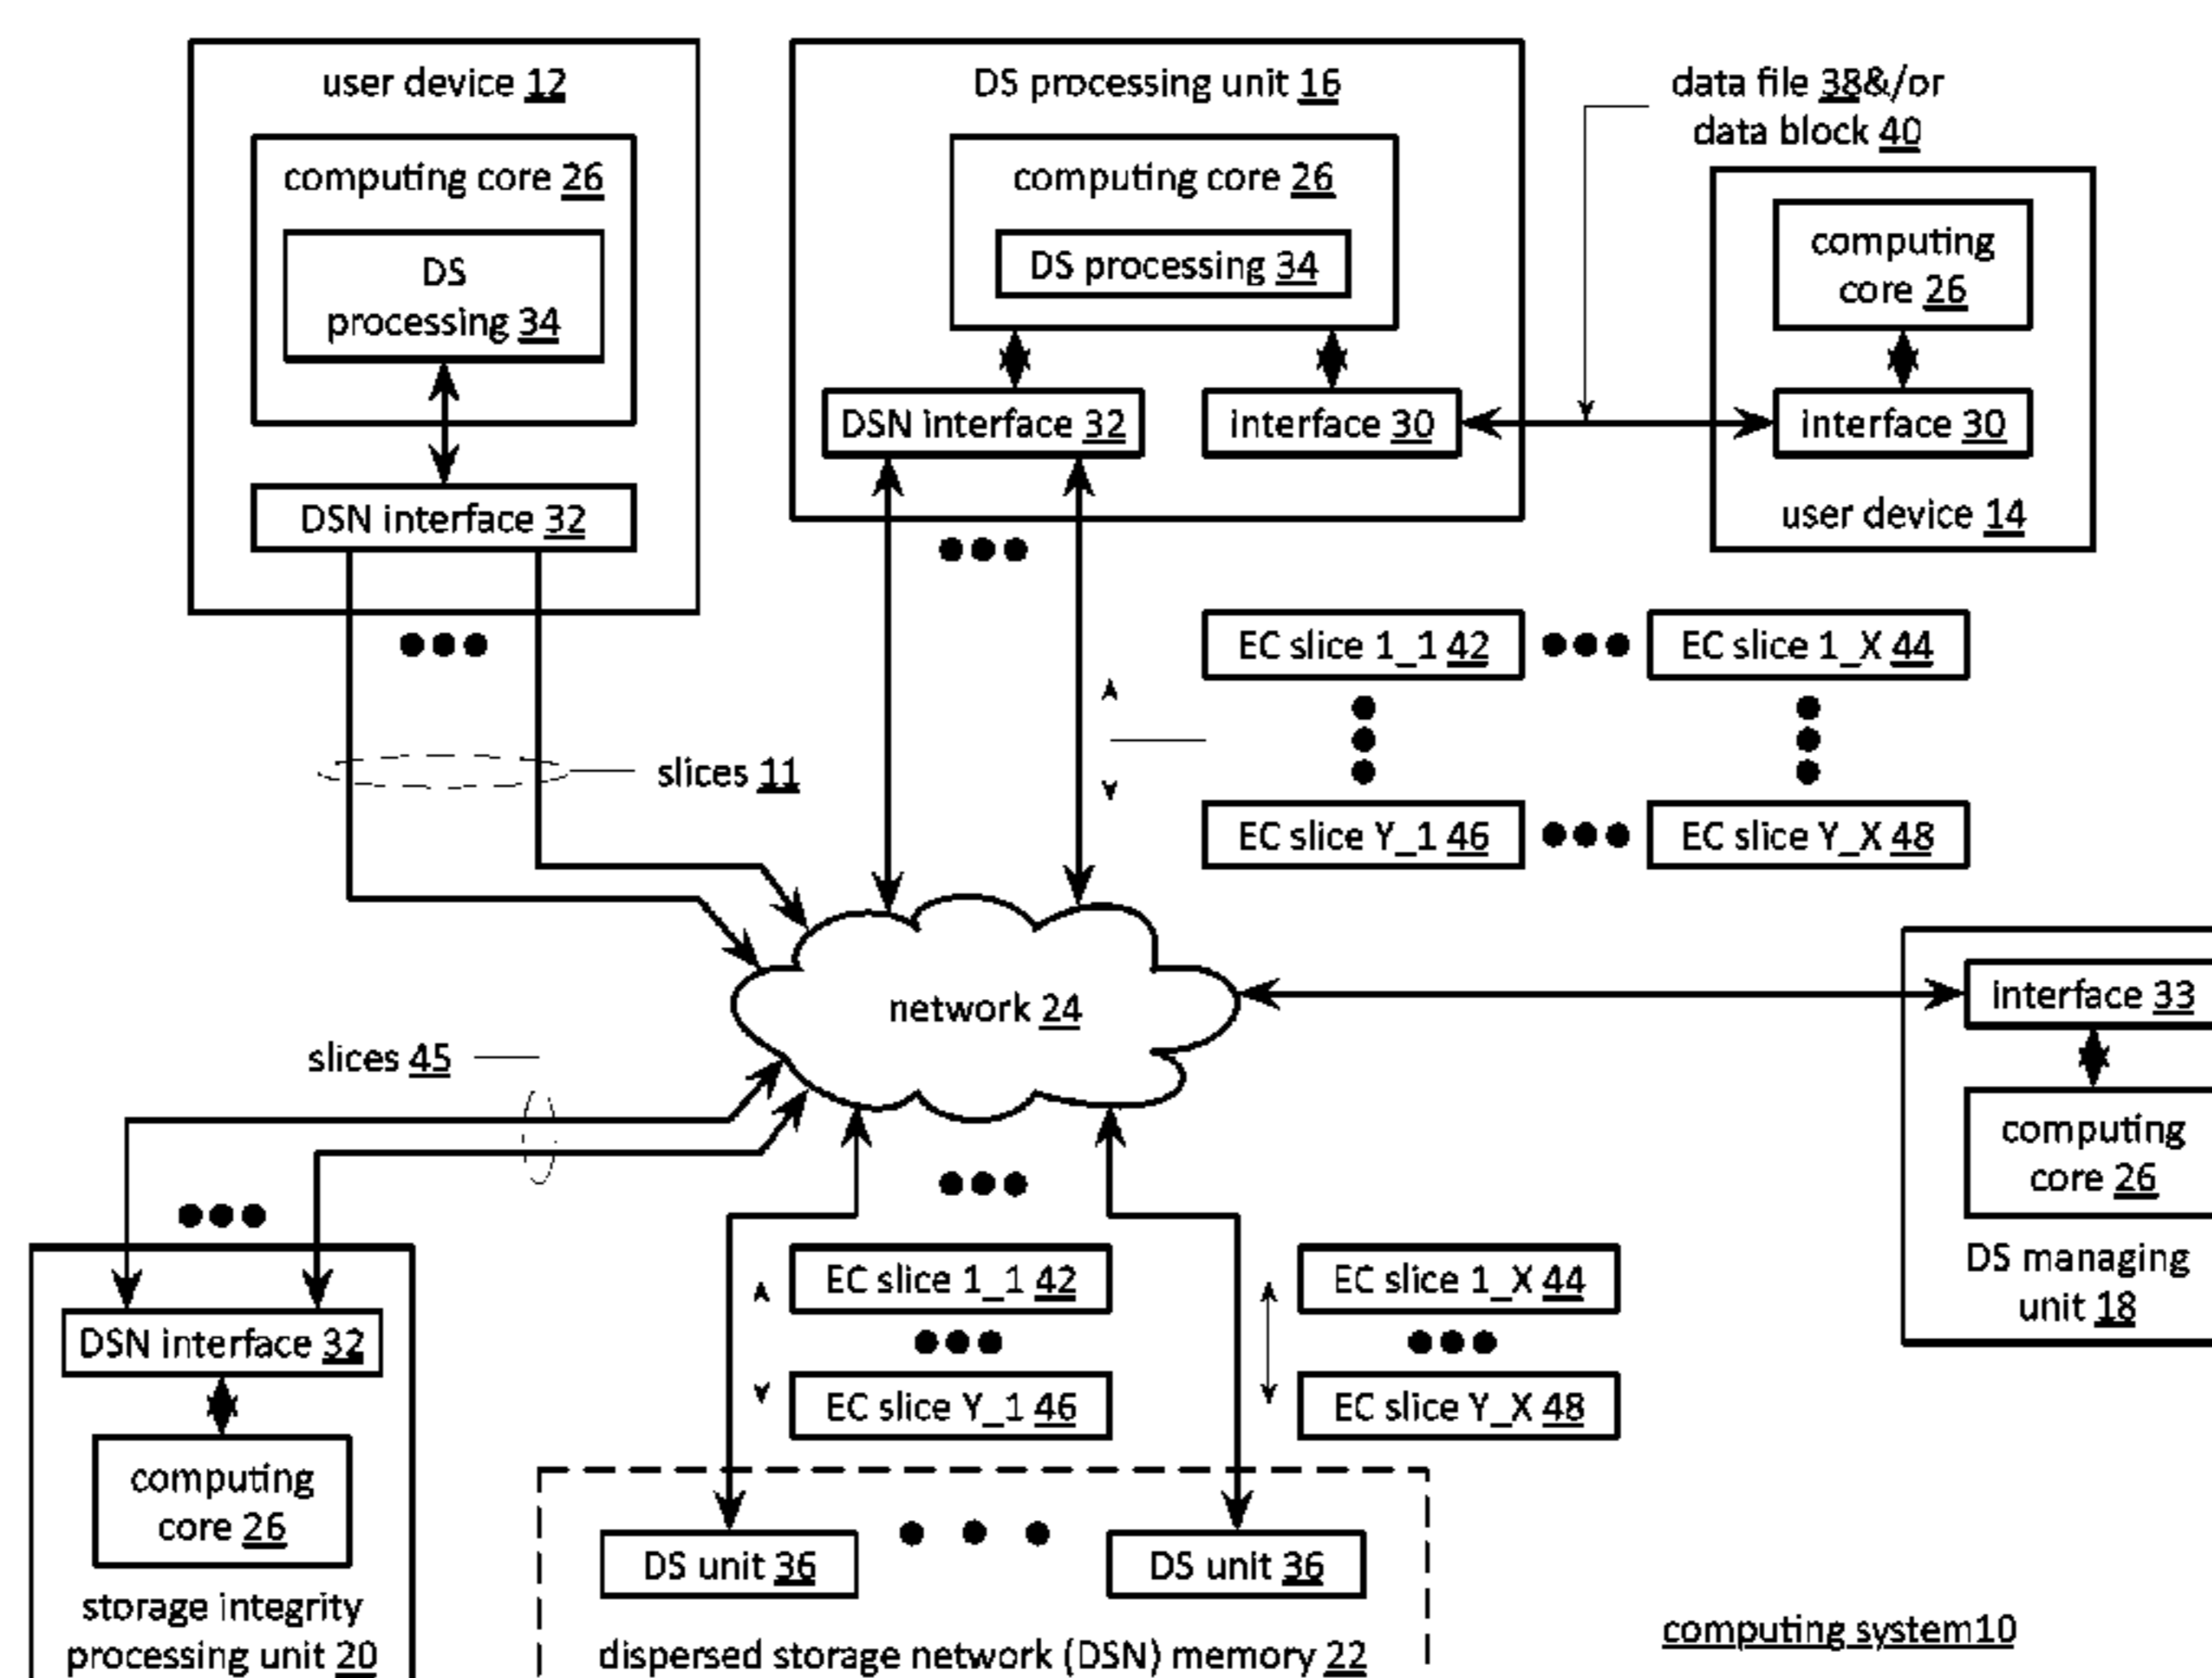 user device 12
computing core 26
DS
processing 34
DSN interface 32
DS processing unit 16
computing core 26
DS processing 34
DSN interface 32
interface 30
data file 38&/or
data block 40
computing
core 26
interface 30
user device 14
slices 11
EC slice 1_1 42
EC slice 1_X 44
EC slice Y_1 46
EC slice Y_X 48
network 24
interface 33
computing
core 26
DS managing
unit 18
slices 45
DSN interface 32
computing
core 26
storage integrity
processing unit 20
EC slice 1_1 42
EC slice Y_1 46
EC slice 1_X 44
EC slice Y_X 48
DS unit 36
DS unit 36
dispersed storage network (DSN) memory 22
computing system10